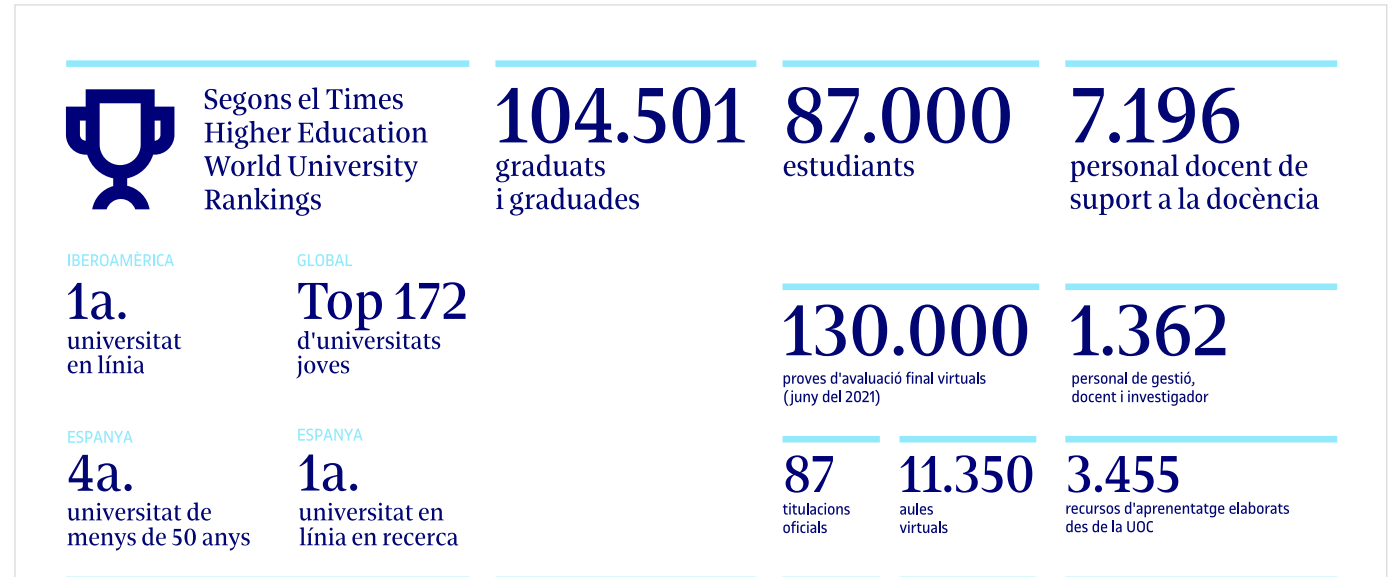 Segons el Times
Higher Education
World University
Rankings
IBEROAMÈRICA
1a.
universitat
en línia
GLOBAL
Top 172
d'universitats
joves
ESPANYA
4a.
universitat de
menys de 50 anys
ESPANYA
1a.
universitat en
línia en recerca
104.501
graduats
i graduades
87.000
estudiants
7.196
personal docent de
suport a la docència
130.000
proves d'avaluació final virtuals
(juny del 2021)
1.362
personal de gestió,
docent i investigador
87
titulacions
oficials
11.350
aules
virtuals
3.455
recursos d'aprenentatge elaborats
des de la UOC